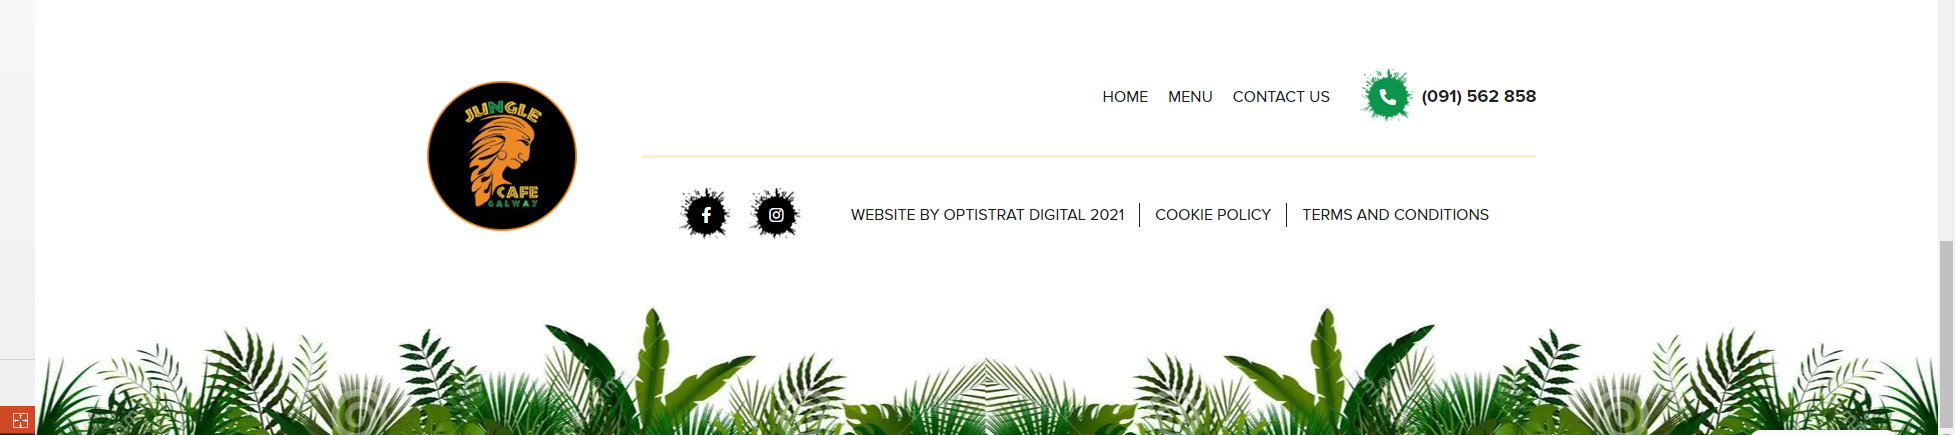 JUNGLE
CAFE
GALWAY
HOME MENU CONTACT US (091) 562 858
WEBSITE BY OPTISTRAT DIGITAL 2021 COOKIE POLICY TERMS AND CONDITIONS